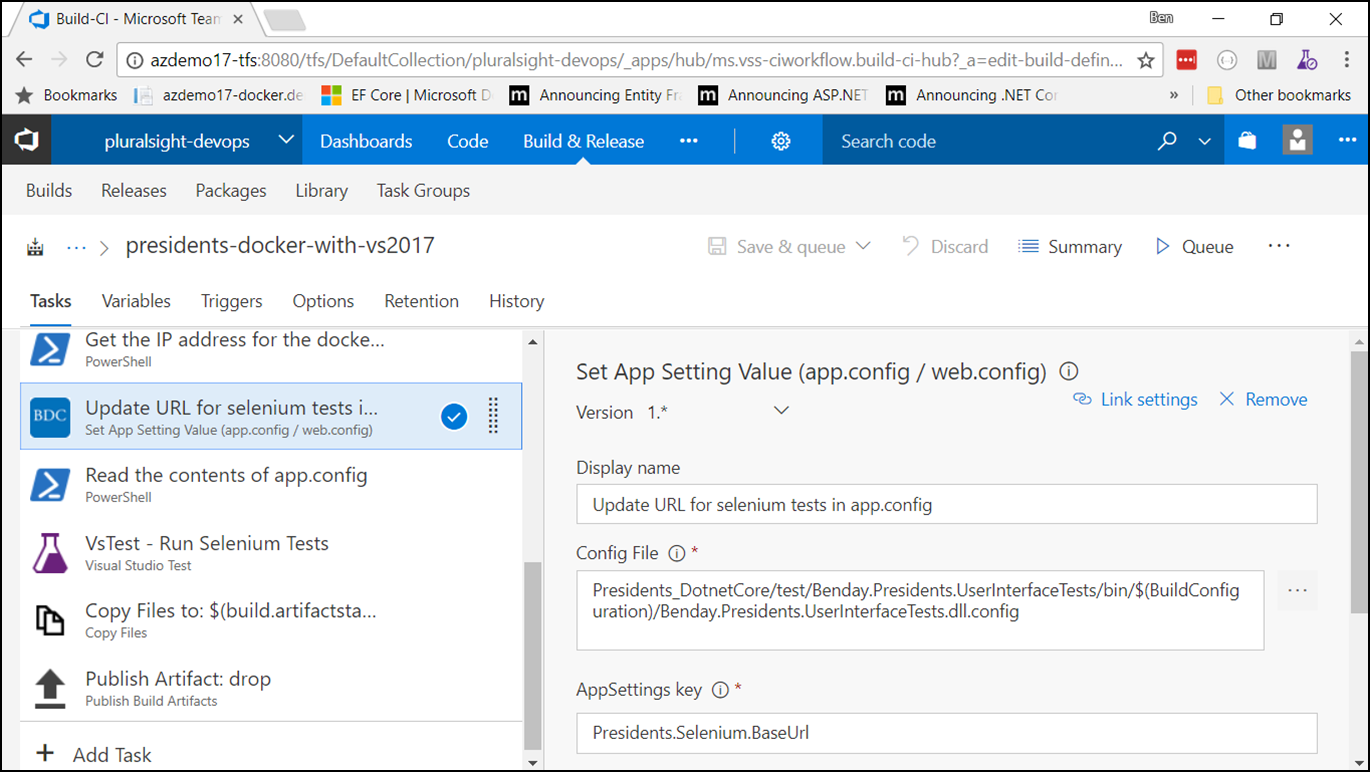 Build-CI - Microsoft Team
Ben
azdemo17-tfs:8080/tfs/DefaultCollection/pluralsight-devops/_apps/hub/ms.vss-ciworkflow.build-ci-hub?_a=edit-build-defin...
Bookmarks azdemo17-docker.de EF Core | Microsoft D Announcing Entity Fra Announcing ASP.NET Announcing .NET Cor » Other bookmarks
pluralsight-devops Dashboards Code Build & Release ••• Search code •••
Builds Releases Packages Library Task Groups
... > presidents-docker-with-vs2017 Save & queue Discard Summary Queue ...
Tasks Variables Triggers Options Retention History
Get the IP address for the docke...
PowerShell
BDC
Update URL for selenium tests i...
Set App Setting Value (app.config / web.config)
Read the contents of app.config
PowerShell
VsTest - Run Selenium Tests
Visual Studio Test
Copy Files to: $(build.artifactsta...
Copy Files
Publish Artifact: drop
Publish Build Artifacts
+ Add Task
Set App Setting Value (app.config / web.config)
Version 1.*
Link settings Remove
Display name
Update URL for selenium tests in app.config
Config File *
Presidents_DotnetCore/test/Benday.Presidents.UserInterfaceTests/bin/$(BuildConfig
uration)/Benday.Presidents.UserInterfaceTests.dll.config
...
AppSettings key *
Presidents.Selenium.BaseUrl